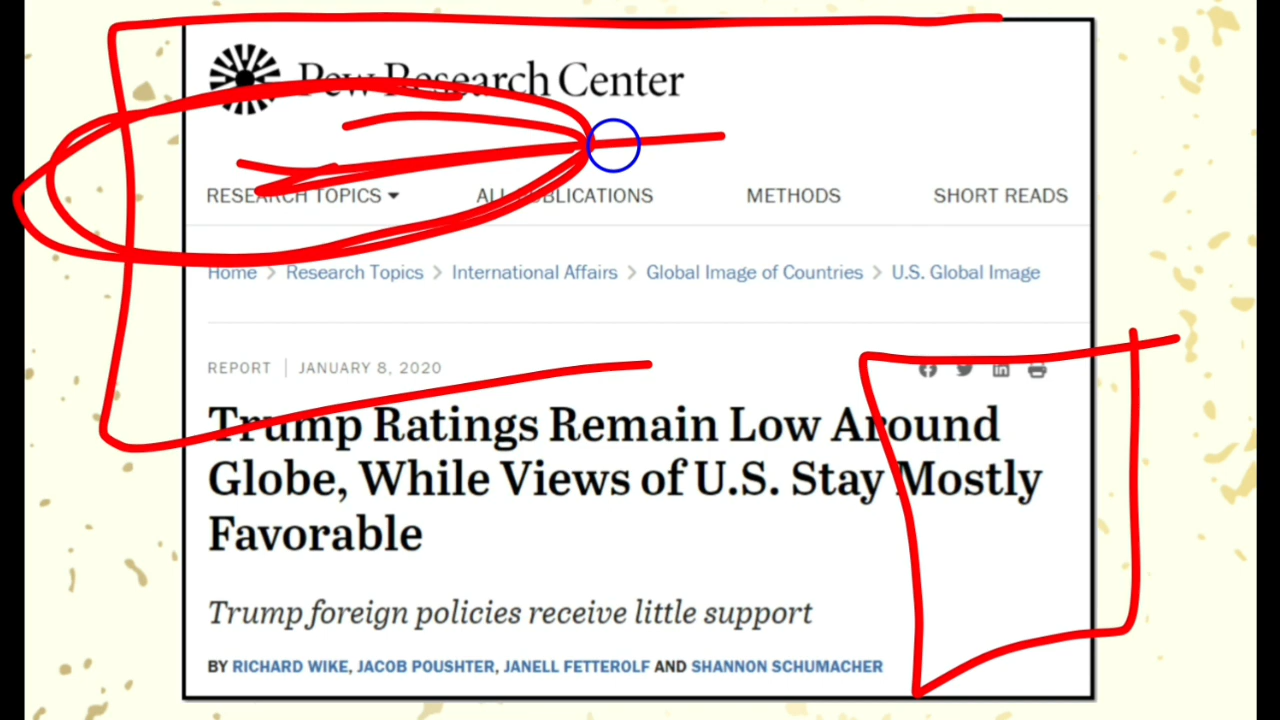 Pew Research Center
RESEARCH TOPICS ALL PUBLICATIONS METHODS SHORT READS
Home > Research Topics > International Affairs > Global Image of Countries > U.S. Global Image
REPORT | JANUARY 8, 2020
Trump Ratings Remain Low Around
Globe, While Views of U.S. Stay Mostly
Favorable
Trump foreign policies receive little support
BY RICHARD WIKE, JACOB POUSHTER, JANELL FETTEROLF AND SHANNON SCHUMACHER